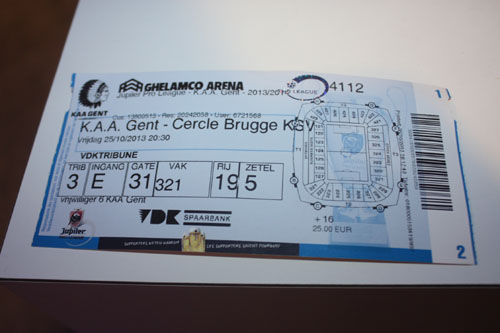 GHELAMCO ARENA
Jupiler Pro League - K.A.A. Gent - 2013/201
LEAGUE
4112
KAA GENT
K.A.A. Gent - Cercle Brugge KSV
Vrijdag 25/10/2013 20:30
VDKTRIBUNE
TRIB INGANG GATE VAK RIJ ZETEL
3 E 31 321 19 5
vrijwilliger 6 KAA Gent
VDK SPAARBANK
Jupiler
+ 16
25.00 EUR
1
2